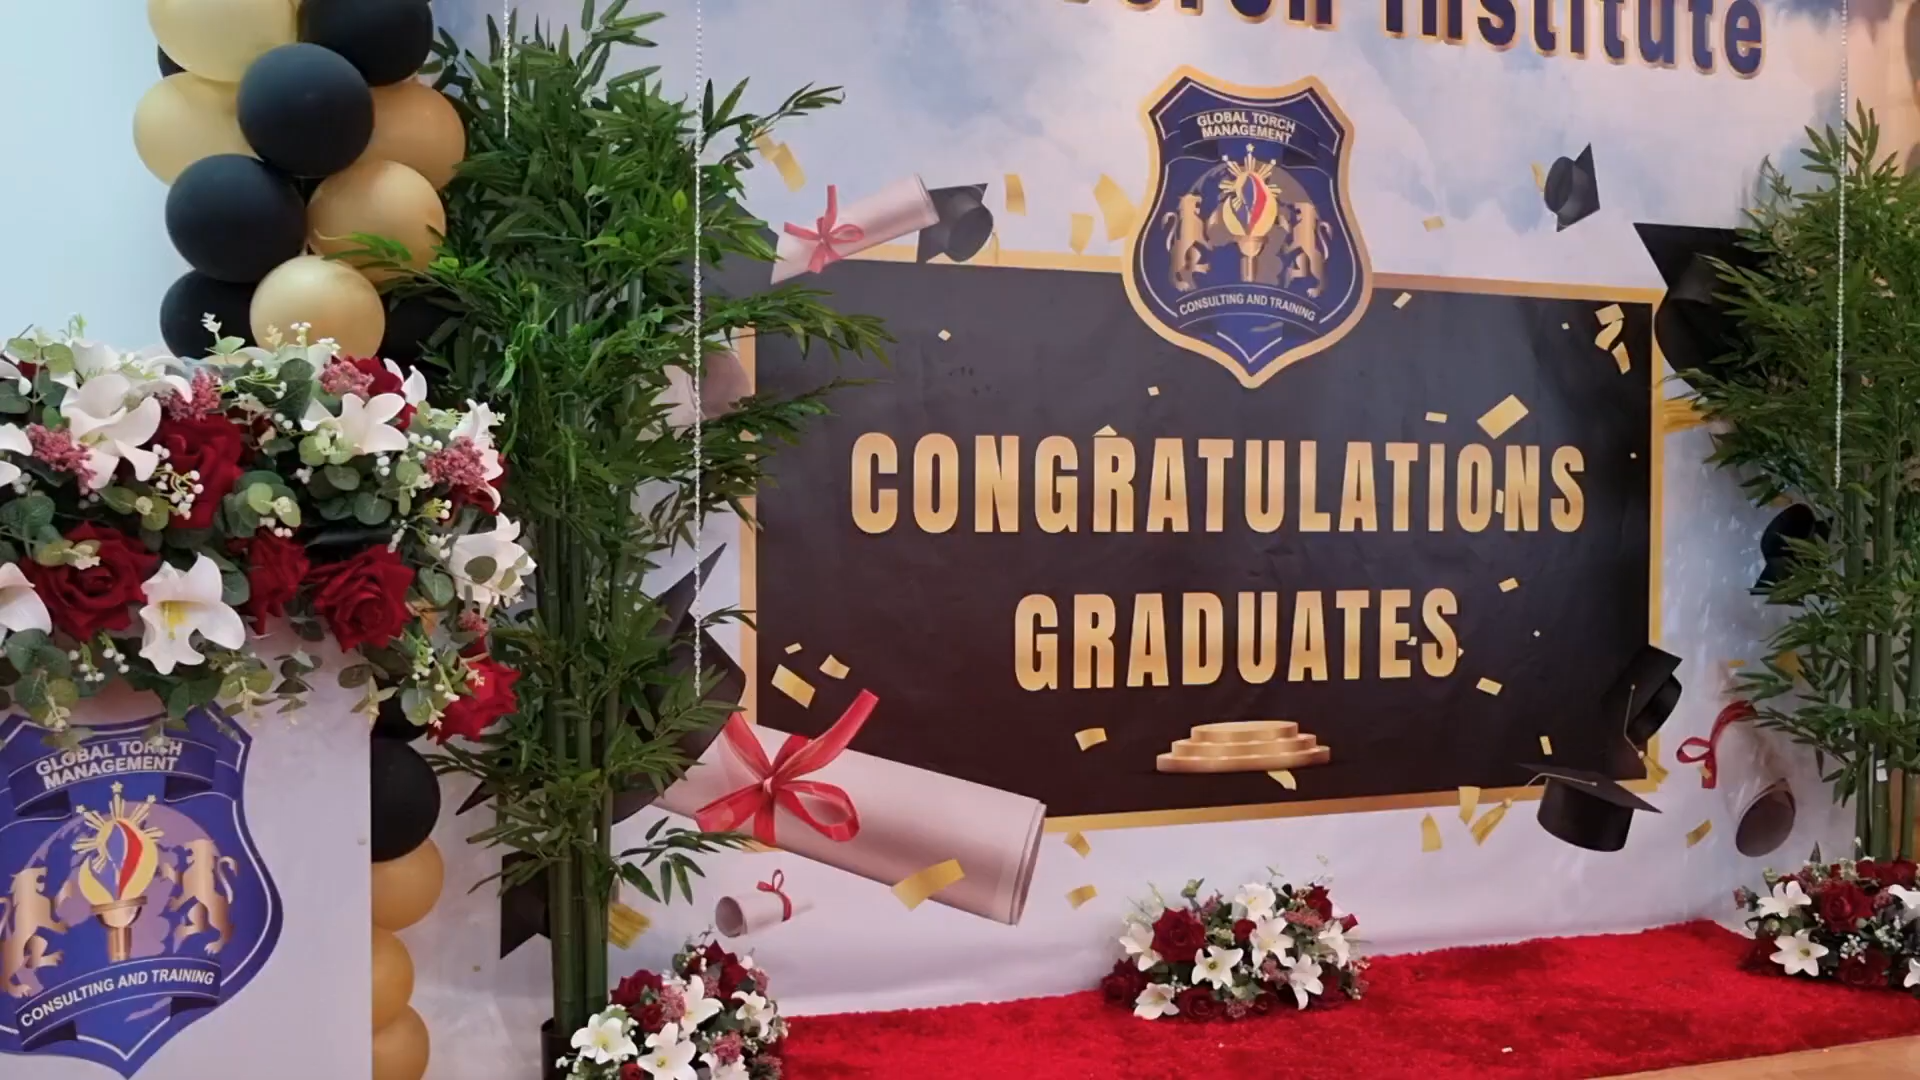 Institute
GLOBAL TORCH
MANAGEMENT
CONSULTING AND TRAINING
CONGRATULATIONS
GRADUATES
GLOBAL TORCH
MANAGEMENT
CONSULTING AND TRAINING